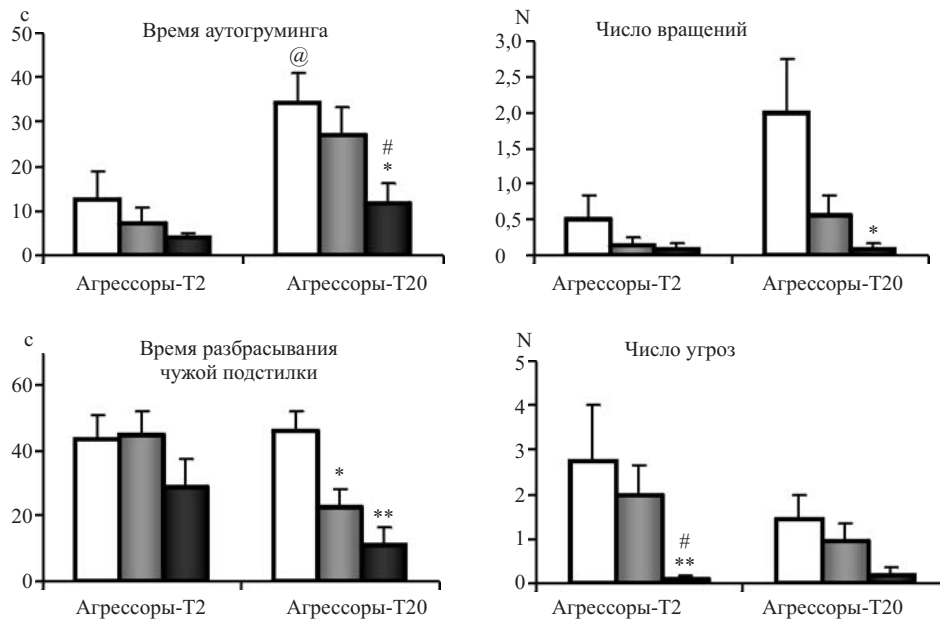 с
Время аутогруминга
50
40
30
20
10
0
@
#
*
Агрессоры-Т2
Агрессоры-Т20
N
Число вращений
3,0
2,5
2,0
1,5
1,0
0,5
0
*
Агрессоры-Т2
Агрессоры-Т20
с
Время разбрасывания
чужой подстилки
60
40
20
0
*
**
Агрессоры-Т2
Агрессоры-Т20
N
Число угроз
5
4
3
2
1
0
#
**
Агрессоры-Т2
Агрессоры-Т20